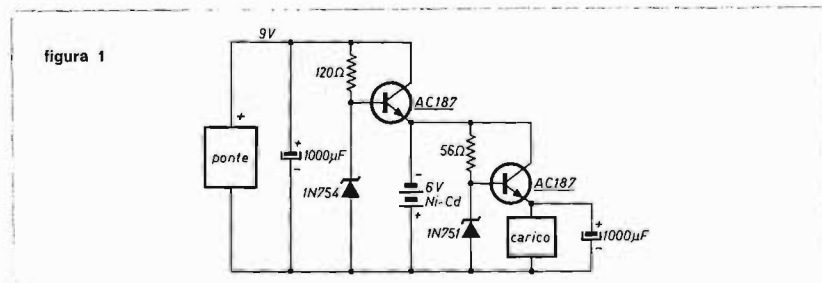 figura 1
9V
120Ω
AC187
+
ponte
+
1000µF
-
1N754
-
6V
Ni-Cd
+
56Ω
AC187
1N751
carico
+
1000µF
-